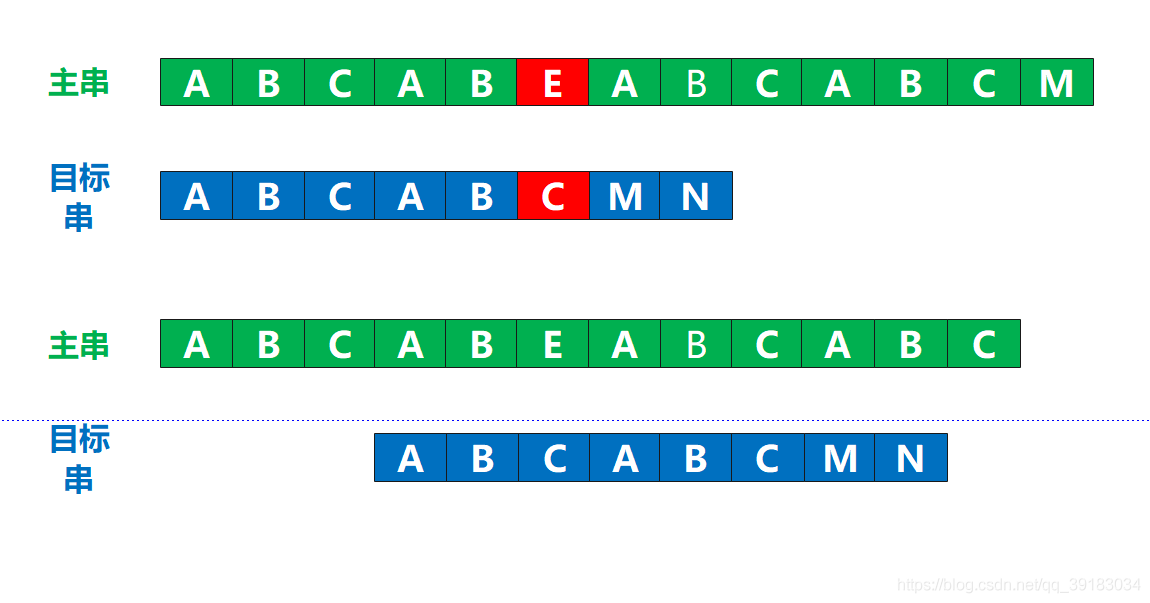 主串 A B C A B E A B C A B C M
目标
串 A B C A B C M N
主串 A B C A B E A B C A B C
目标
串 A B C A B C M N
https://blog.csdn.net/qq_39183034